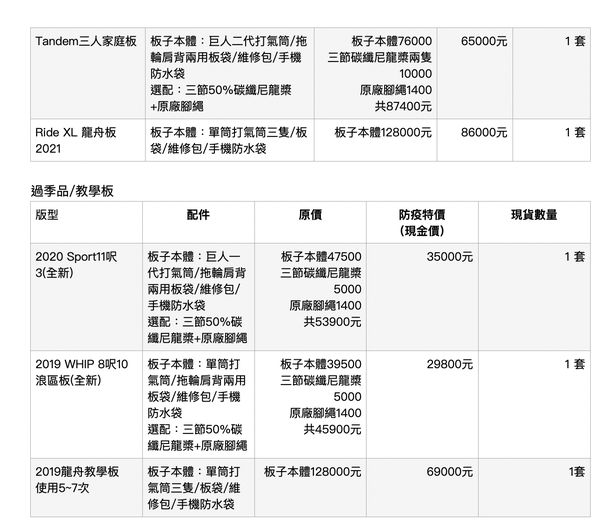 Tandem三人家庭板
板子本體：巨人二代打氣筒/拖
輪肩背兩用板袋/維修包/手機
防水袋
選配：三節50%碳纖尼龍槳
+原廠腳繩
板子本體76000
三節碳纖尼龍槳兩隻
10000
原廠腳繩1400
共87400元
65000元
1 套
Ride XL 龍舟板
2021
板子本體：單筒打氣筒三隻/板
袋/維修包/手機防水袋
板子本體128000元
86000元
1 套
過季品/教學板
版型
配件
原價
防疫特價
（現金價）
現貨數量
2020 Sport11呎
3(全新)
板子本體：巨人一
代打氣筒/拖輪肩背
兩用板袋/維修包/
手機防水袋
選配：三節50%碳
纖尼龍槳+原廠腳繩
板子本體47500
三節碳纖尼龍槳
5000
原廠腳繩1400
共53900元
35000元
1 套
2019 WHIP 8呎10
浪區板(全新)
板子本體：單筒打
氣筒/拖輪肩背兩用
板袋/維修包/手機
防水袋
選配：三節50%碳
纖尼龍槳+原廠腳繩
板子本體39500
三節碳纖尼龍槳
5000
原廠腳繩1400
共45900元
29800元
1 套
2019龍舟教學板
使用5~7次
板子本體：單筒打
氣筒三隻/板袋/維
修包/手機防水袋
板子本體128000元
69000元
1套